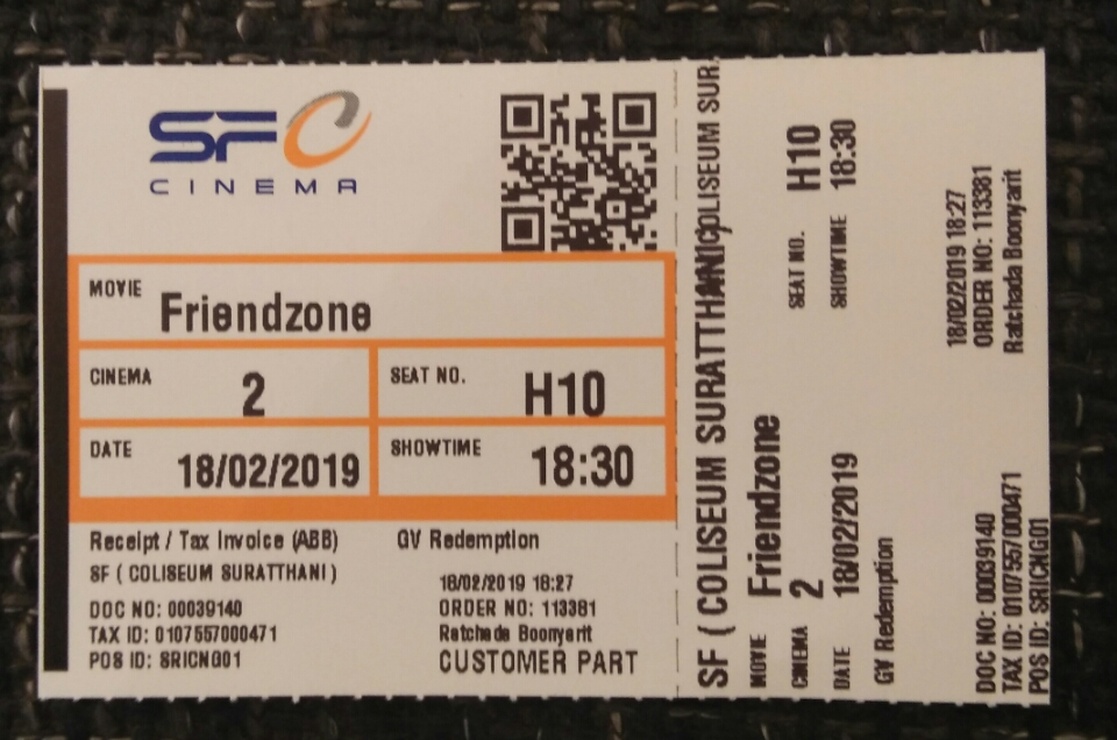 SFC
CINEMA
MOVIE Friendzone
CINEMA 2 SEAT NO. H10
DATE 18/02/2019 SHOWTIME 18:30
Receipt / Tax Invoice (ABB) GV Redemption
SF ( COLISEUM SURATTHANI )
18/02/2019 18:27
DOC NO: 00039140 ORDER NO: 113381
TAX ID: 0107557000471 Ratchada Boonyarit
POS ID: SRICNG01 CUSTOMER PART
SF ( COLISEUM SURATTHANI COLISEUM SUR
MOVIE Friendzone
CINEMA 2 SEAT NO. H10
DATE 18/02/2019 SHOWTIME 18:30
GV Redemption
18/02/2019 18:27
DOC NO: 00039140 ORDER NO: 113381
TAX ID: 0107557000471 Ratchada Boonyarit
POS ID: SRICNG01